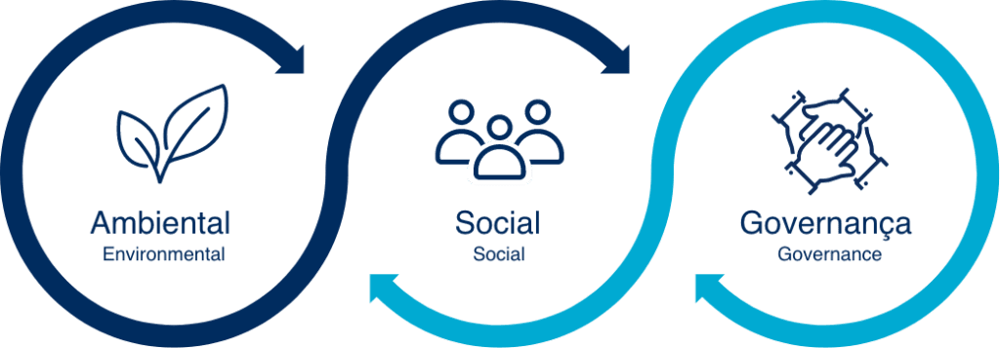 Ambiental
Environmental
Social
Social
Governança
Governance